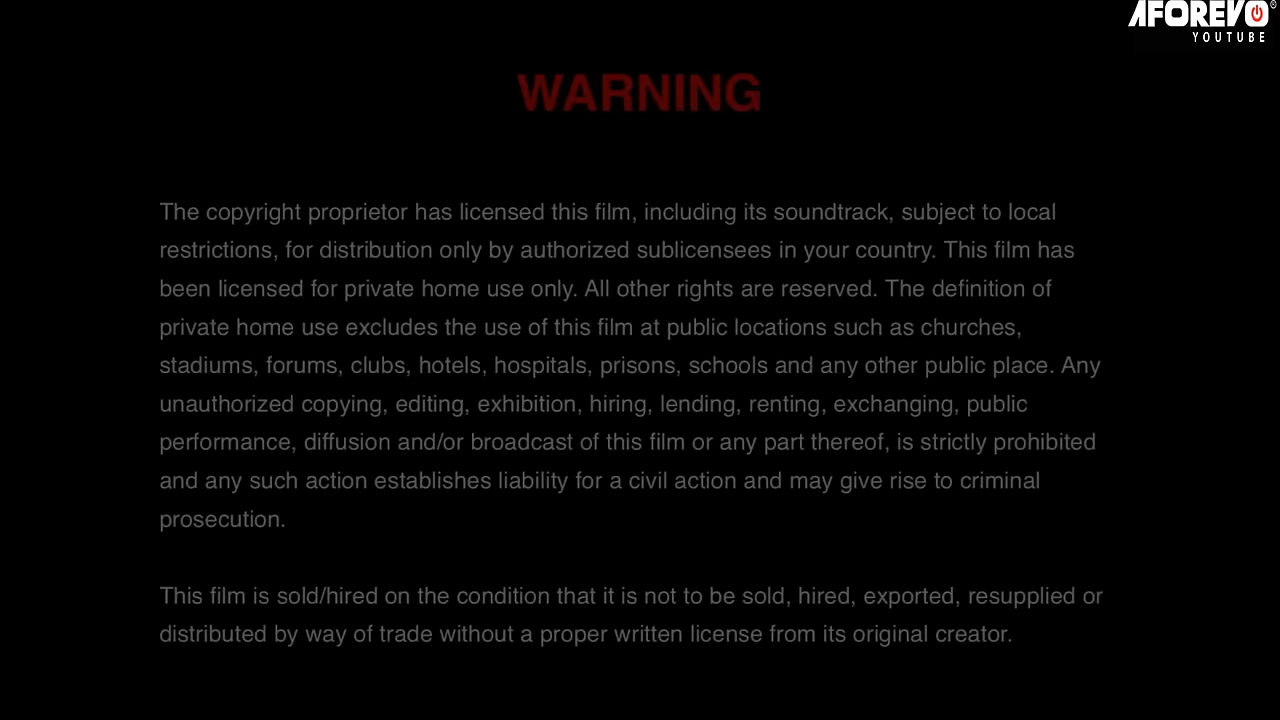 AFOREVO
YOUTUBE
WARNING
The copyright proprietor has licensed this film, including its soundtrack, subject to local
restrictions, for distribution only by authorized sublicensees in your country. This film has
been licensed for private home use only. All other rights are reserved. The definition of
private home use excludes the use of this film at public locations such as churches,
stadiums, forums, clubs, hotels, hospitals, prisons, schools and any other public place. Any
unauthorized copying, editing, exhibition, hiring, lending, renting, exchanging, public
performance, diffusion and/or broadcast of this film or any part thereof, is strictly prohibited
and any such action establishes liability for a civil action and may give rise to criminal
prosecution.
This film is sold/hired on the condition that it is not to be sold, hired, exported, resupplied or
distributed by way of trade without a proper written license from its original creator.